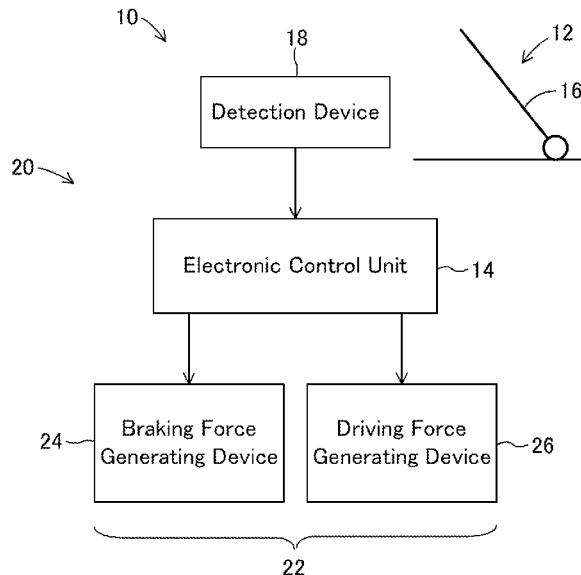 10
18
12
16
Detection Device
20
Electronic Control Unit
14
24
Braking Force
Generating Device
Driving Force
Generating Device
26
22